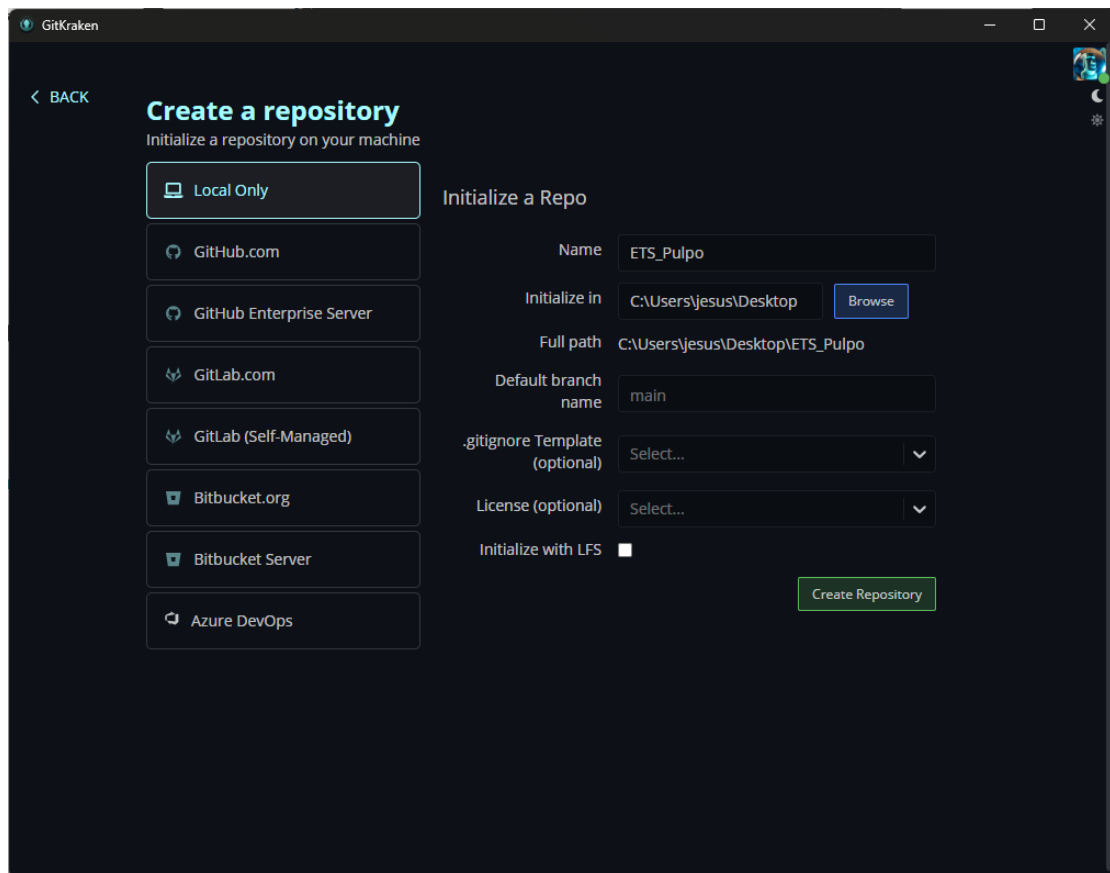 GitKraken
BACK
Create a repository
Initialize a repository on your machine
Local Only
GitHub.com
GitHub Enterprise Server
GitLab.com
GitLab (Self-Managed)
Bitbucket.org
Bitbucket Server
Azure DevOps
Initialize a Repo
Name
ETS_Pulpo
Initialize in
C:\Users\jesus\Desktop
Browse
Full path
C:\Users\jesus\Desktop\ETS_Pulpo
Default branch
name
main
.gitignore Template
(optional)
Select...
License (optional)
Select...
Initialize with LFS
Create Repository